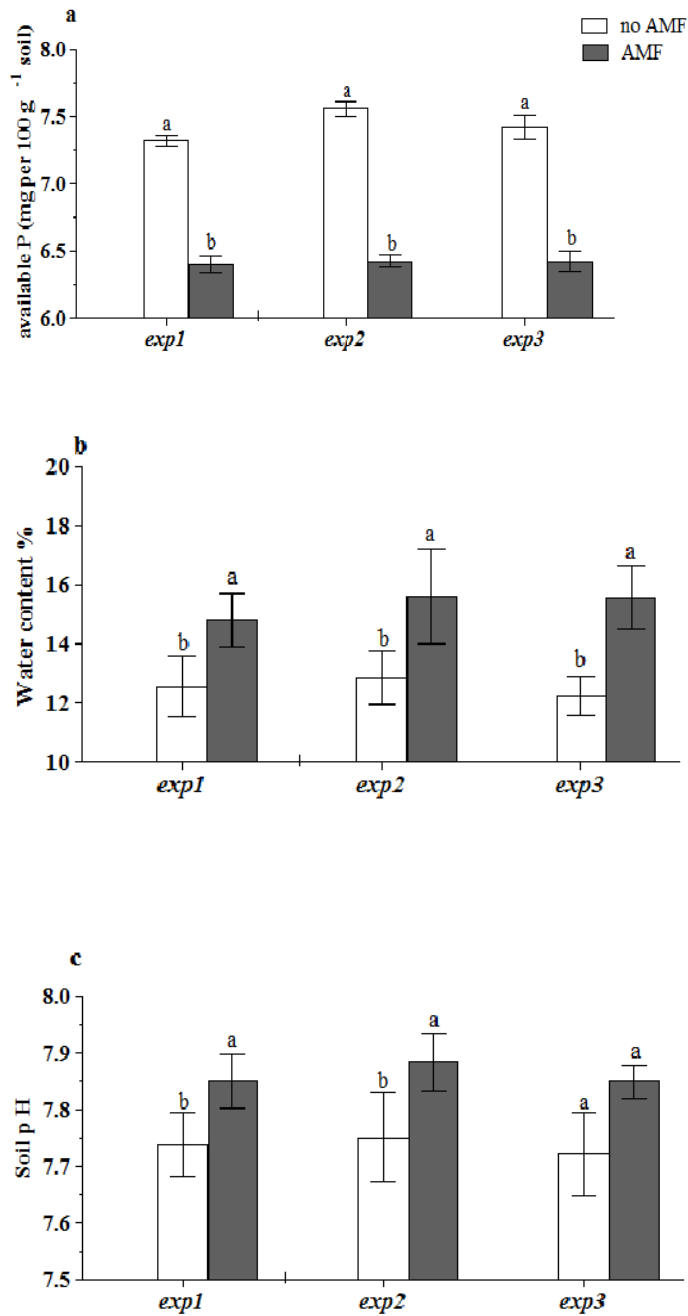 a
no AMF
AMF
available P (mg per 100 g -1 soil)
8.0
7.5
7.0
6.5
6.0
a
b
a
b
a
b
exp1
exp2
exp3
b
Water content %
20
18
16
14
12
10
b
a
b
a
b
a
exp1
exp2
exp3
c
Soil p H
8.0
7.9
7.8
7.7
7.6
7.5
b
a
b
a
a
a
exp1
exp2
exp3